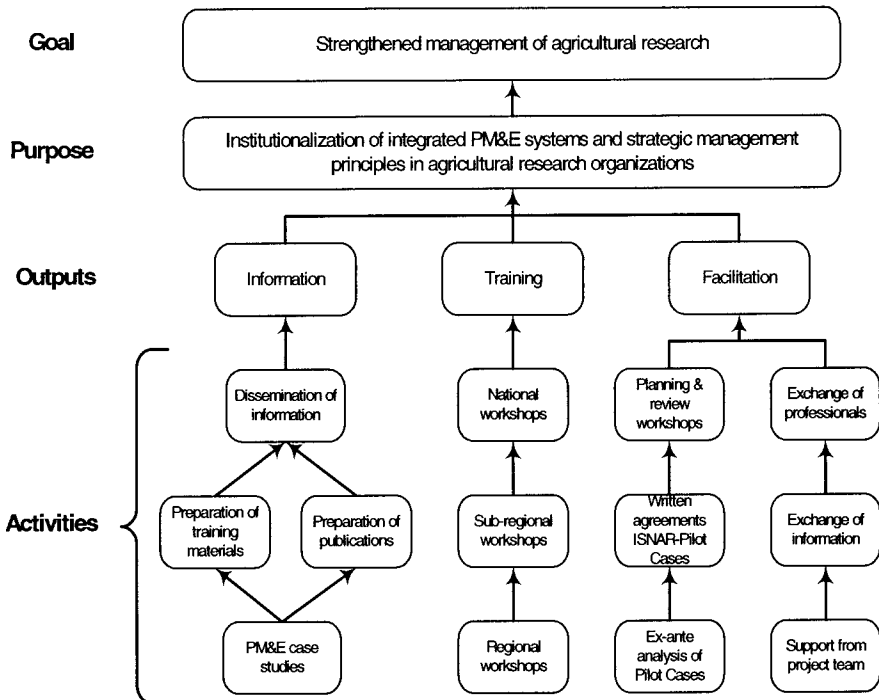 Goal
Strengthened management of agricultural research
Purpose
Institutionalization of integrated PM&E systems and strategic management
principles in agricultural research organizations
Outputs
Information
Training
Facilitation
Activities
Dissemination of
information
National
workshops
Planning &
review
workshops
Exchange of
professionals
Preparation of
training
materials
Preparation of
publications
Sub-regional
workshops
Written
agreements
ISNAR-Pilot
Cases
Exchange of
information
PM&E case
studies
Regional
workshops
Ex-ante
analysis of
Pilot Cases
Support from
project team